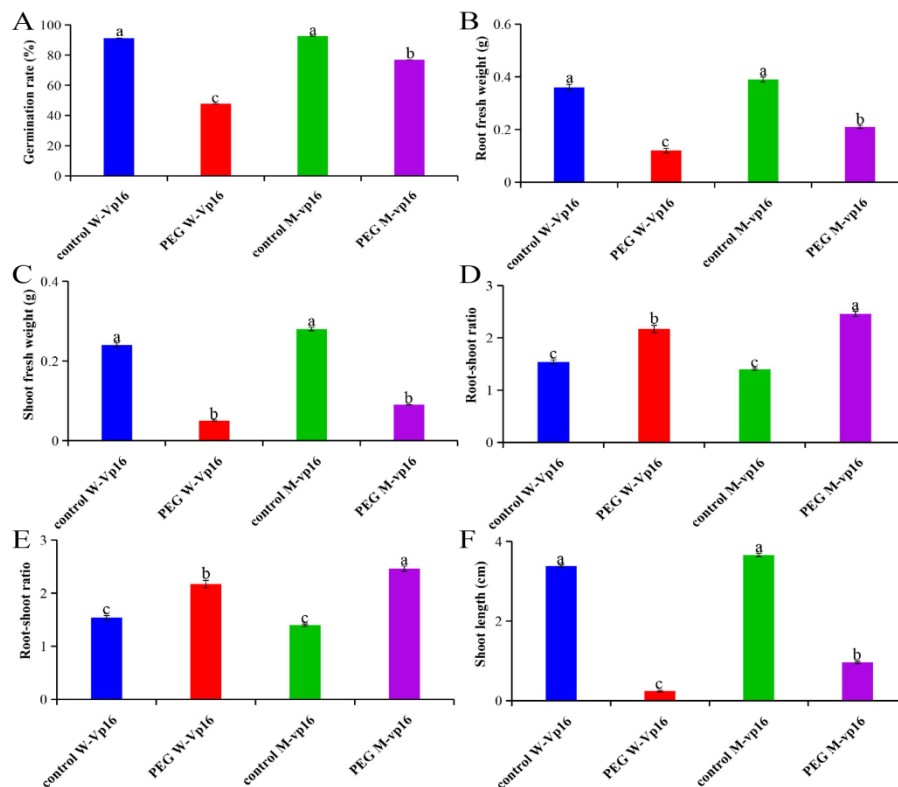 A
Germination rate (%)
100
80
60
40
20
0
a
c
a
b
control W-Vp16
PEG W-Vp16
control M-vp16
PEG M-vp16
B
Root fresh weight (g)
0.6
0.4
0.2
0
a
c
a
b
control W-Vp16
PEG W-Vp16
control M-vp16
PEG M-vp16
C
Shoot fresh weight (g)
0.4
0.2
0
a
b
a
b
control W-Vp16
PEG W-Vp16
control M-vp16
PEG M-vp16
D
Root-shoot ratio
3
2
1
0
c
b
c
a
control W-Vp16
PEG W-Vp16
control M-vp16
PEG M-vp16
E
Root-shoot ratio
3
2
1
0
c
b
c
a
control W-Vp16
PEG W-Vp16
control M-vp16
PEG M-vp16
F
Shoot length (cm)
4
2
0
a
c
a
b
control W-Vp16
PEG W-Vp16
control M-vp16
PEG M-vp16